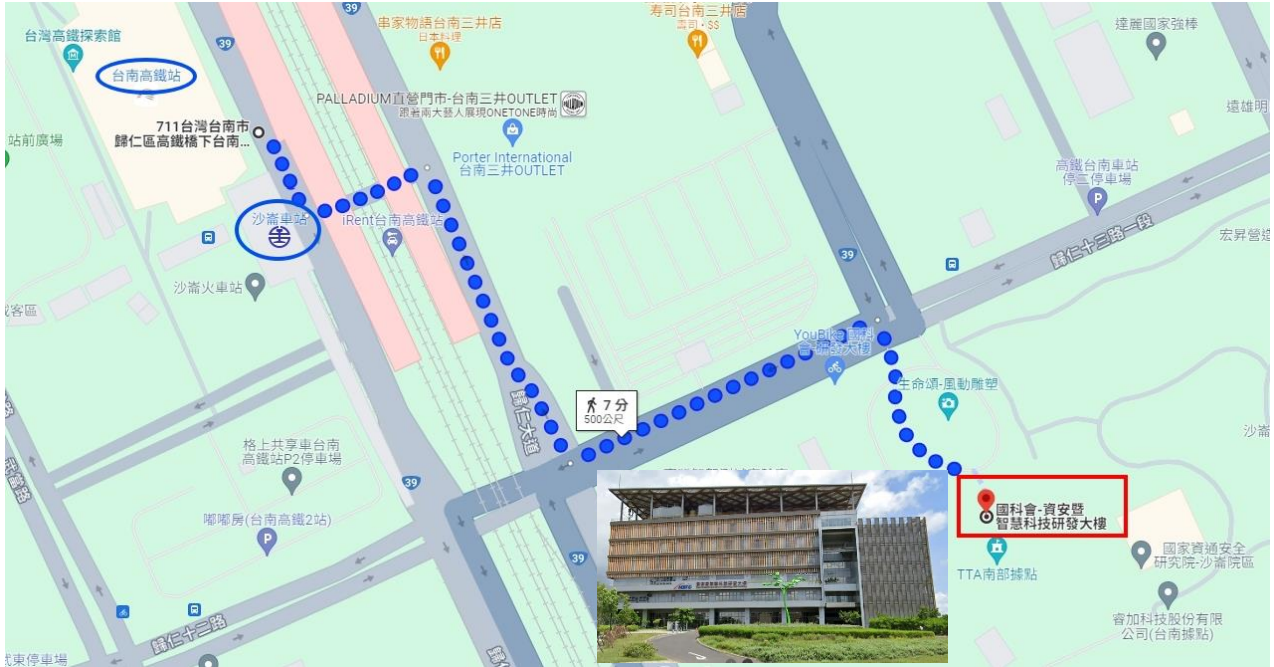 39
串家物語台南三井店
日本料理
寿司台南三井店
壽司・$$
達麗國家強棒
台灣高鐵探索館
39
台南高鐵站
PALLADIUM直營門市-台南三井OUTLET
跟著兩大藝人展現ONETONE時尚
遠雄明
711台灣台南市
歸仁區高鐵橋下台南...
站前廣場
Porter International
台南三井OUTLET
高鐵台南車站
停三停車場
P
沙崙車站
iRent台南高鐵站
歸仁十三路一段
宏昇營造
39
沙崙火車站
客區
YouBike
研發大樓
生命頌-風動雕塑
歸仁大道
7 分
500公尺
沙崙
格上共享車台南
高鐵站P2停車場
武當路
39
嘟嘟房(台南高鐵2站)
P
國科會-資安暨
智慧科技研發大樓
TTA南部據點
國家資通安全
研究院-沙崙院區
39
睿加科技股份有限
公司(台南據點)
歸仁十二路
武東停車場
歸仁